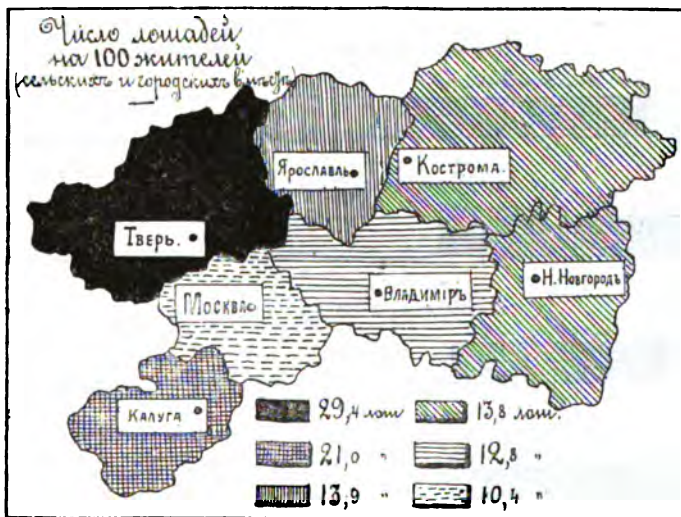 Число лошадей
на 100 жителей
(сельскихъ и городскихъ вмѣстѣ)
Ярославль
Кострома.
Тверь.
Н. Новгородъ
Москва
Владиміръ
Калуга
29,4 лош
13,8 лош.
21,0 "
12,8 "
13,9 "
10,4 "